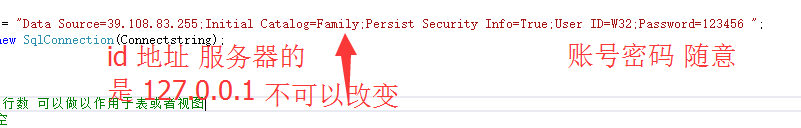 = "Data Source=39.108.83.255;Initial Catalog=Family;Persist Security Info=True;User ID=W32;Password=123456 ";
new SqlConnection(Connectstring);
id 地址 服务器的
账号密码 随意
是 127.0.0.1 不可以改变
行数 可以做以作用于表或者视图